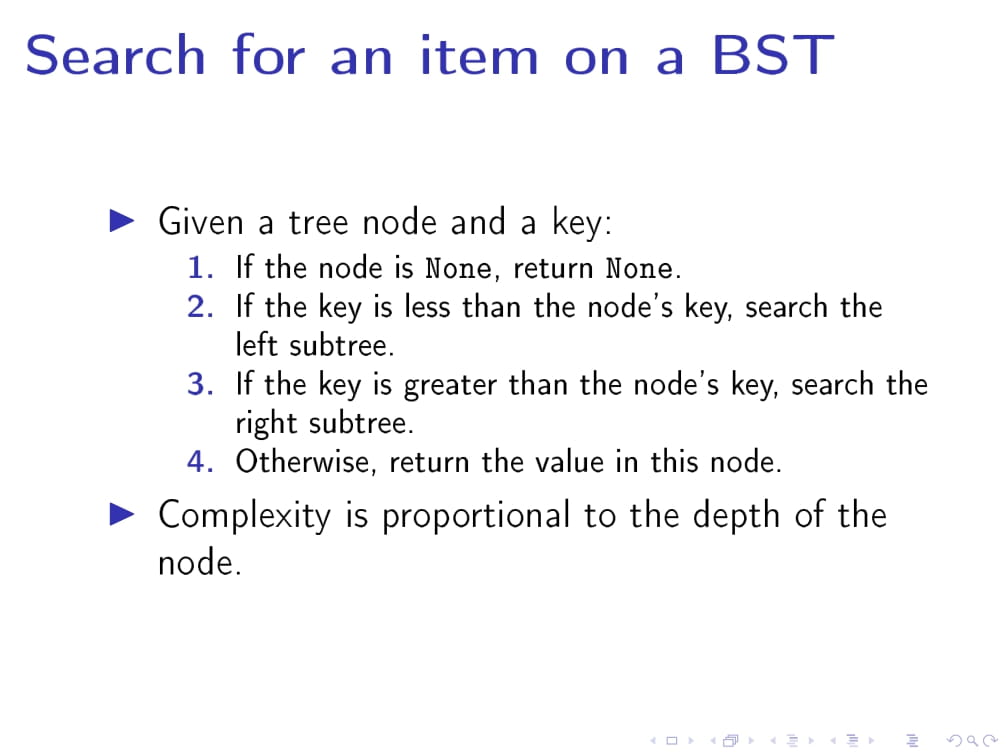 Search for an item on a BST
Given a tree node and a key:
1. If the node is None, return None.
2. If the key is less than the node's key, search the
left subtree.
3. If the key is greater than the node's key, search the
right subtree.
4. Otherwise, return the value in this node.
Complexity is proportional to the depth of the
node.